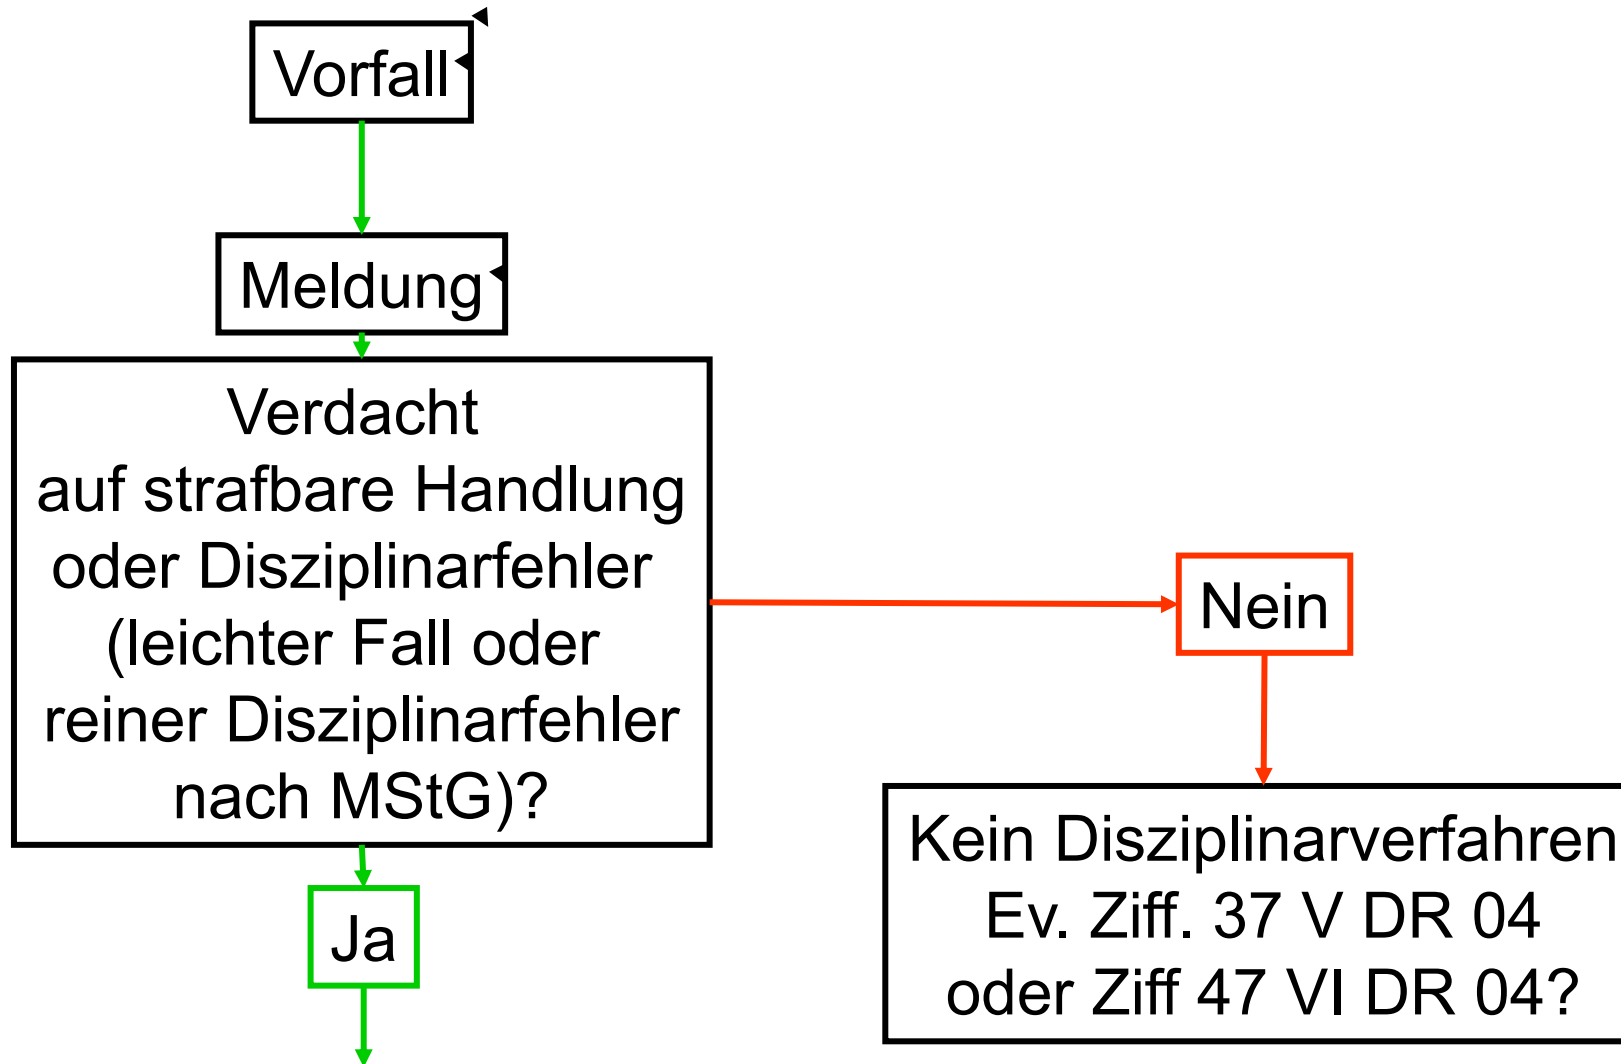 Vorfall
Meldung
Verdacht
auf strafbare Handlung
oder Disziplinarfehler
(leichter Fall oder
reiner Disziplinarfehler
nach MStG)?
Nein
Ja
Kein Disziplinarverfahren
Ev. Ziff. 37 V DR 04
oder Ziff 47 VI DR 04?